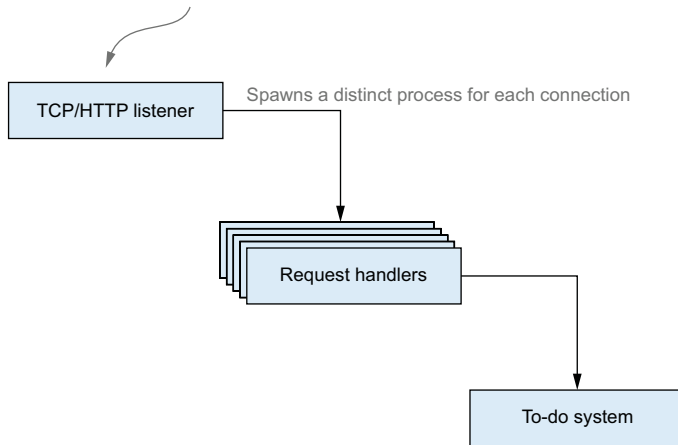 TCP/HTTP listener
Spawns a distinct process for each connection
Request handlers
To-do system